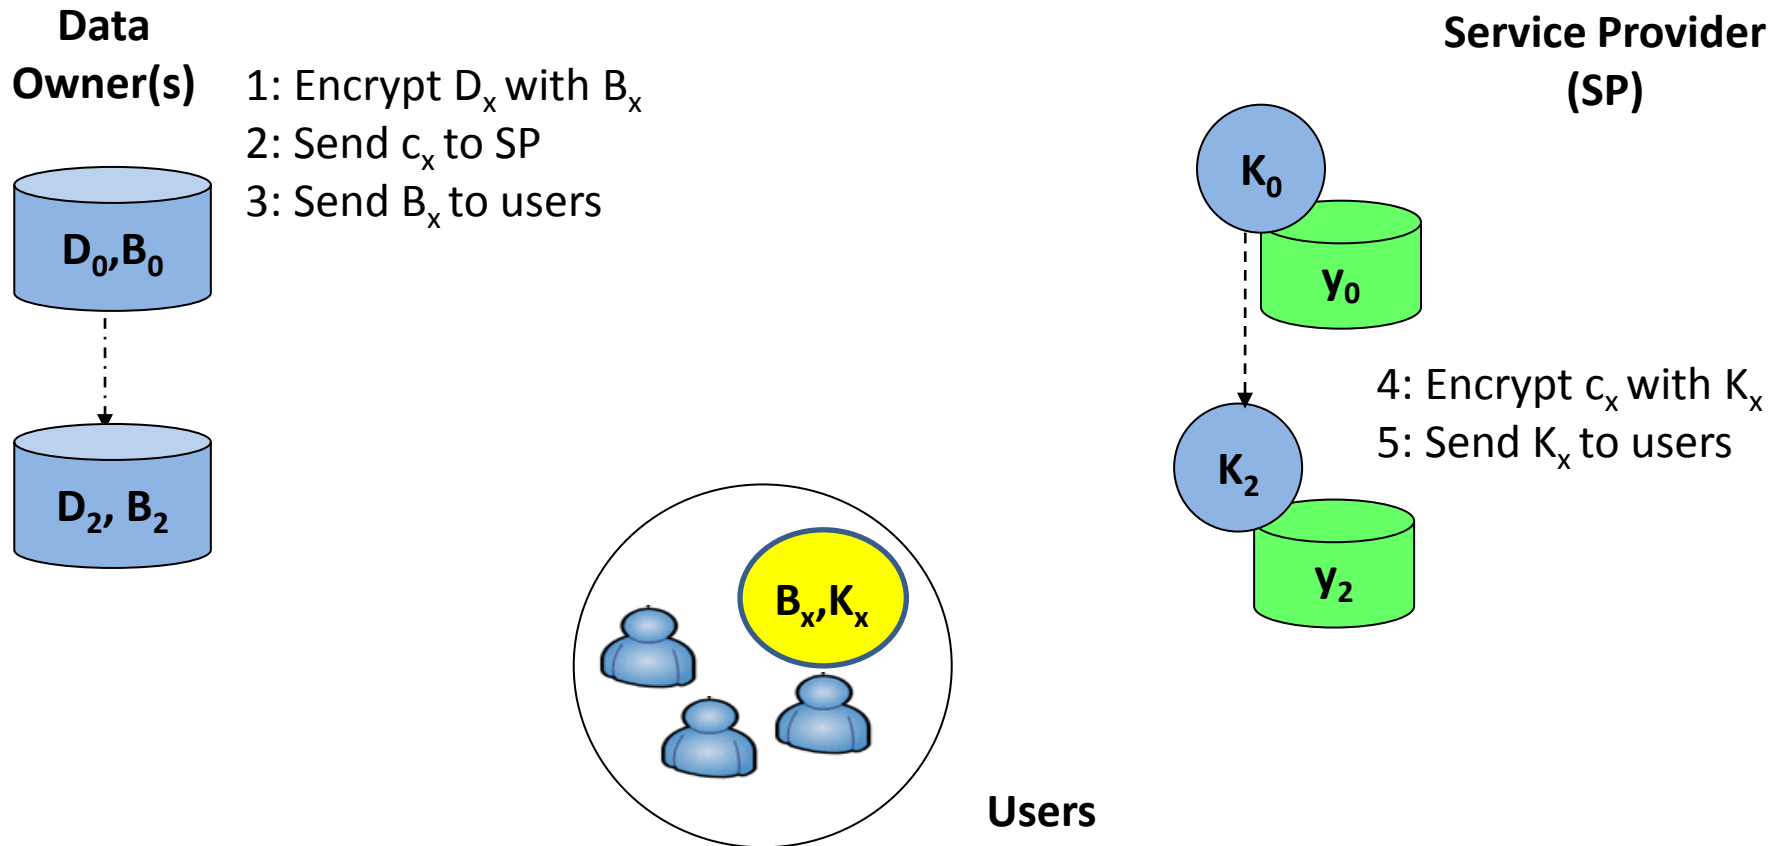 Data
Owner(s)
1: Encrypt Dₓ with Bₓ
2: Send cₓ to SP
3: Send Bₓ to users
D₀,B₀
D₂, B₂
Service Provider
(SP)
K₀
y₀
4: Encrypt cₓ with Kₓ
5: Send Kₓ to users
K₂
y₂
Bₓ,Kₓ
Users